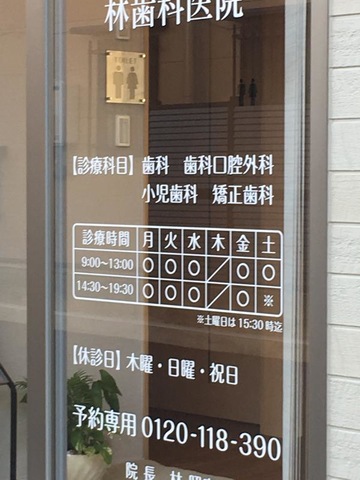 林歯科医院
TOILET
【診療科目】歯科 歯科口腔外科
小児歯科 矯正歯科
診療時間 月 火 水 木 金 土
9:00〜13:00 ○ ○ ○ ／ ○ ○
14:30〜19:30 ○ ○ ○ ／ ○ ※
※土曜日は15:30時迄
【休診日】木曜・日曜・祝日
予約専用 0120-118-390
院長 林